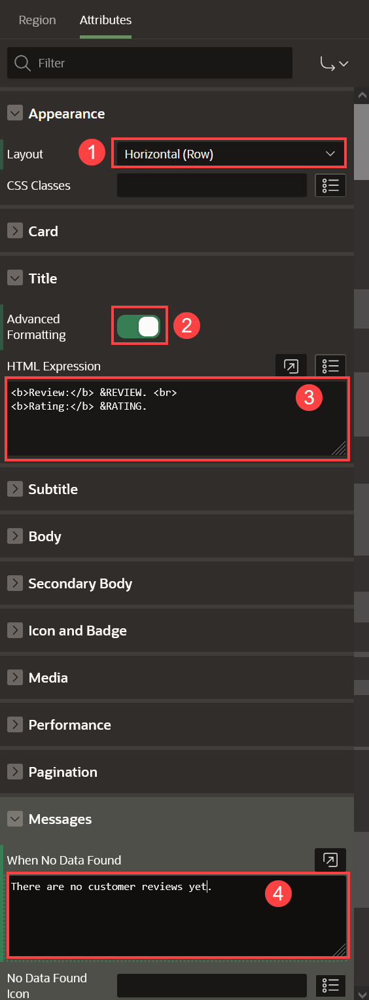 Region Attributes
Filter
Appearance
Layout 1 Horizontal (Row)
CSS Classes
Card
Title
Advanced
Formatting
2
HTML Expression
<b>Review:</b> &REVIEW. <br>
<b>Rating:</b> &RATING.
3
Subtitle
Body
Secondary Body
Icon and Badge
Media
Performance
Pagination
Messages
When No Data Found
There are no customer reviews yet.
4
No Data Found
Icon